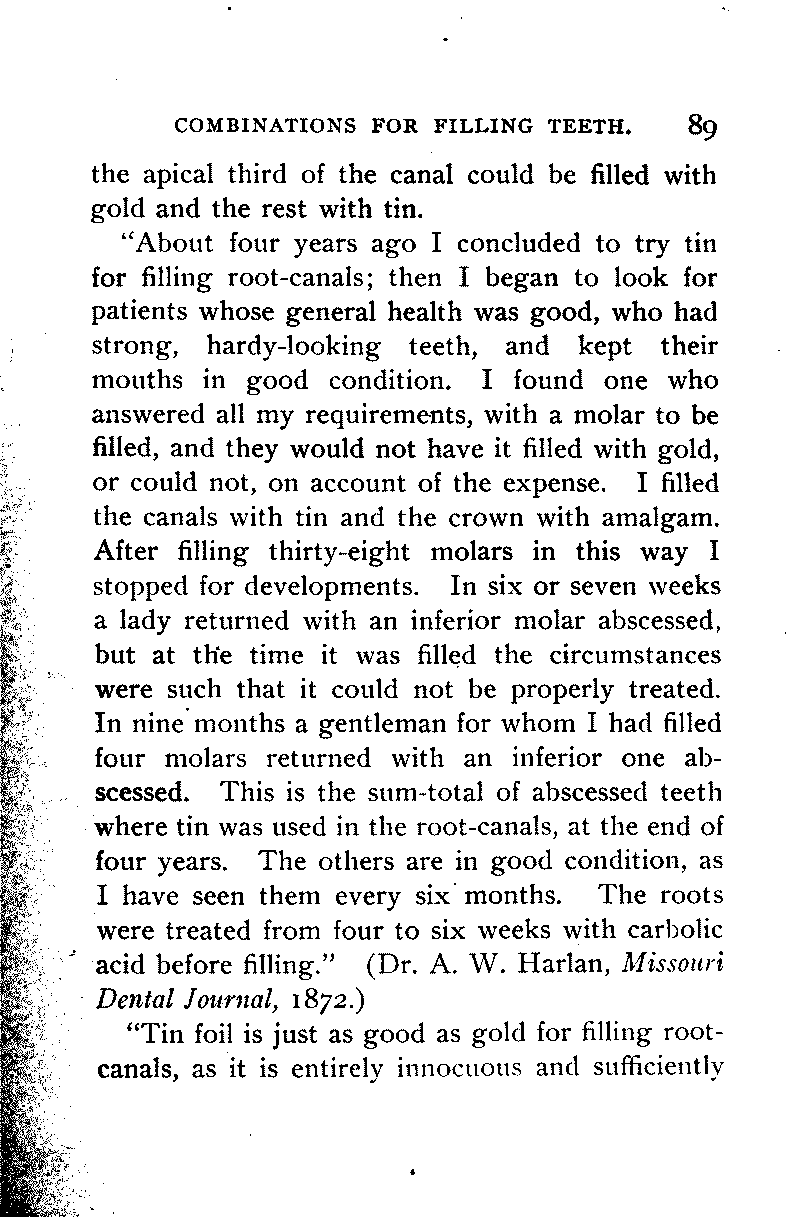 COMBINATIONS FOR FILLING TEETH. 89
the apical third of the canal could be filled with
gold and the rest with tin.
“About four years ago I concluded to try tin
for filling root-canals; then I began to look for
patients whose general health was good, who had
strong, hardy-looking teeth, and kept their
mouths in good condition. I found one who
answered all my requirements, with a molar to be
filled, and they would not have it filled with gold,
or could not, on account of the expense. I filled
the canals with tin and the crown with amalgam.
After filling thirty-eight molars in this way I
stopped for developments. In six or seven weeks
a lady returned with an inferior molar abscessed,
but at the time it was filled the circumstances
were such that it could not be properly treated.
In nine months a gentleman for whom I had filled
four molars returned with an inferior one ab-
scessed. This is the sum-total of abscessed teeth
where tin was used in the root-canals, at the end of
four years. The others are in good condition, as
I have seen them every six months. The roots
were treated from four to six weeks with carbolic
acid before filling.” (Dr. A. W. Harlan, Missouri
Dental Journal, 1872.)
“Tin foil is just as good as gold for filling root-
canals, as it is entirely innocuous and sufficiently